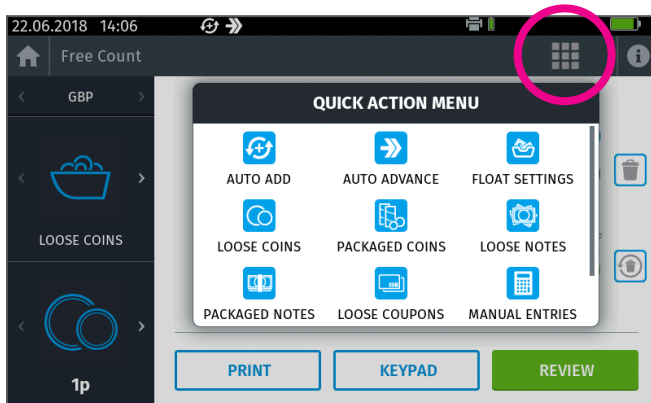 22.06.2018 14:06
Free Count
GBP
QUICK ACTION MENU
AUTO ADD AUTO ADVANCE FLOAT SETTINGS
LOOSE COINS
LOOSE COINS PACKAGED COINS LOOSE NOTES
PACKAGED NOTES LOOSE COUPONS MANUAL ENTRIES
1p
PRINT KEYPAD REVIEW